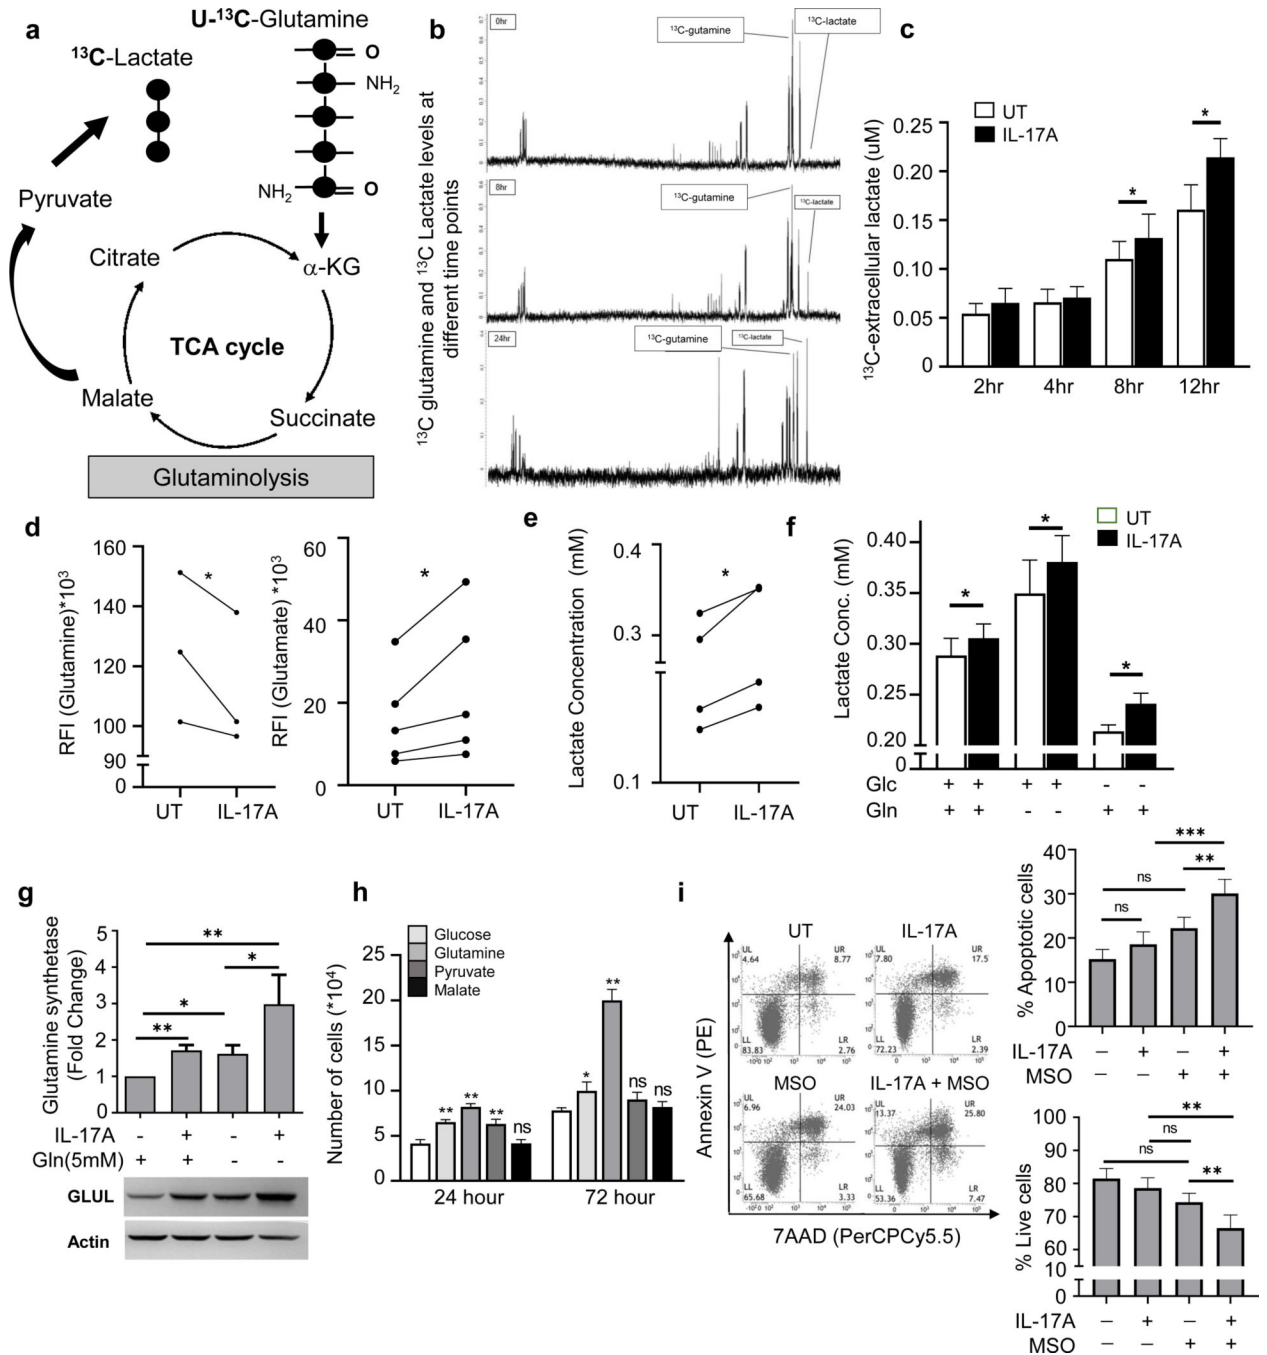 a
U-¹³C-Glutamine
¹³C-Lactate
O
NH₂
NH₂
O
Pyruvate
Citrate
α-KG
TCA cycle
Malate
Succinate
Glutaminolysis
b
¹³C glutamine and ¹³C Lactate levels at
different time points
0hr
¹³C-gutamine
¹³C-lactate
8hr
¹³C-gutamine
¹³C-lactate
24hr
¹³C-gutamine
¹³C-lactate
c
¹³C-extracellular lactate (uM)
UT
IL-17A
0.25
0.20
0.15
0.10
0.05
0
* * *
2hr 4hr 8hr 12hr
d
RFI (Glutamine)*10³
160
140
120
100
90
0
*
UT IL-17A
RFI (Glutamate) *10³
60
40
20
0
*
UT IL-17A
e
Lactate Concentration (mM)
0.4
0.3
0.1
*
UT IL-17A
f
Lactate Conc. (mM)
UT
IL-17A
0.40
0.30
0.25
0.20
0
* * *
Glc + + + + - -
Gln + + - - + +
g
Glutamine synthetase
(Fold Change)
5
4
3
2
1
0
**
*
*
**
IL-17A - + - +
Gln(5mM) + + - -
GLUL
Actin
h
Number of cells (*10⁴)
Glucose
Glutamine
Pyruvate
Malate
25
20
15
10
5
0
** ** ** ns
* ** ns ns
24 hour 72 hour
i
Annexin V (PE)
7AAD (PerCPCy5.5)
UT
UL
4.64
UR
8.77
LL
83.83
LR
2.76
IL-17A
UL
7.80
UR
17.5
LL
72.23
LR
2.39
MSO
UL
6.96
UR
24.03
LL
65.68
LR
3.33
IL-17A + MSO
UL
13.37
UR
25.80
LL
53.36
LR
7.47
% Apoptotic cells
40
30
20
10
0
***
**
ns
ns
IL-17A – + – +
MSO – – + +
% Live cells
100
90
80
70
60
10
0
**
ns
ns
**
IL-17A – + – +
MSO – – + +